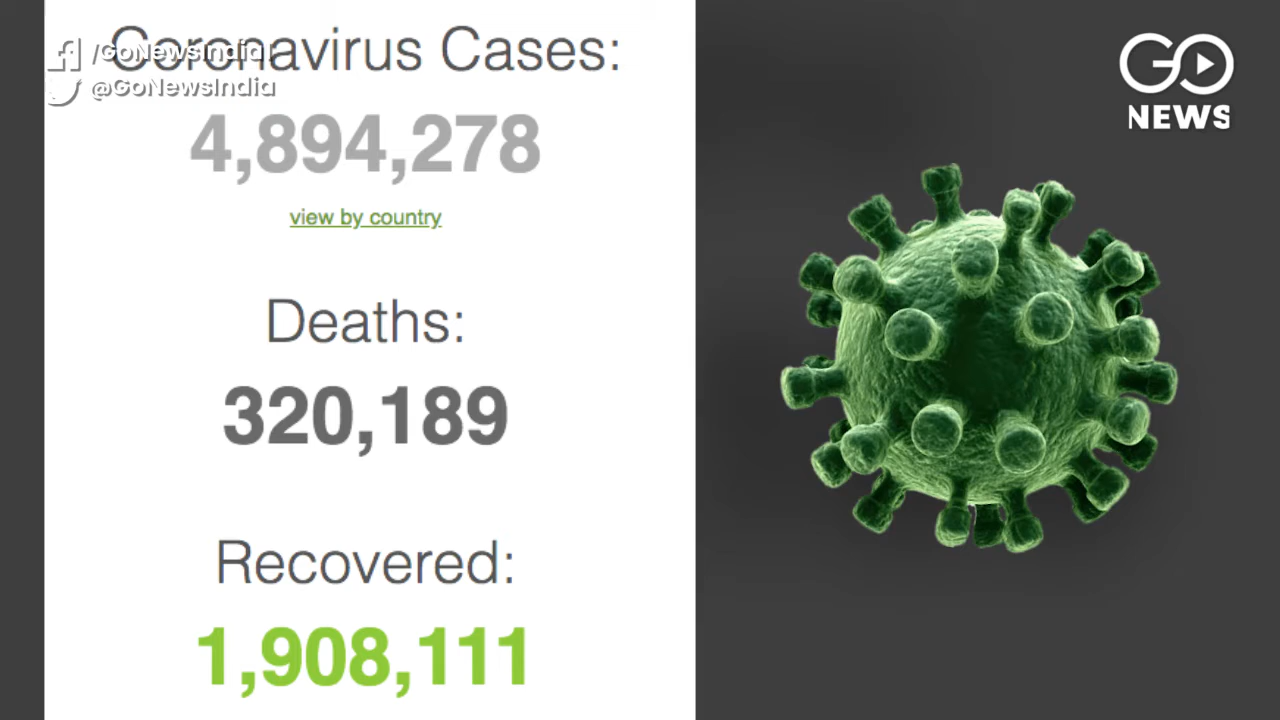 Coronavirus Cases:
/GoNewsIndia
@GoNewsIndia
4,894,278
view by country
Deaths:
320,189
Recovered:
1,908,111
GO
NEWS